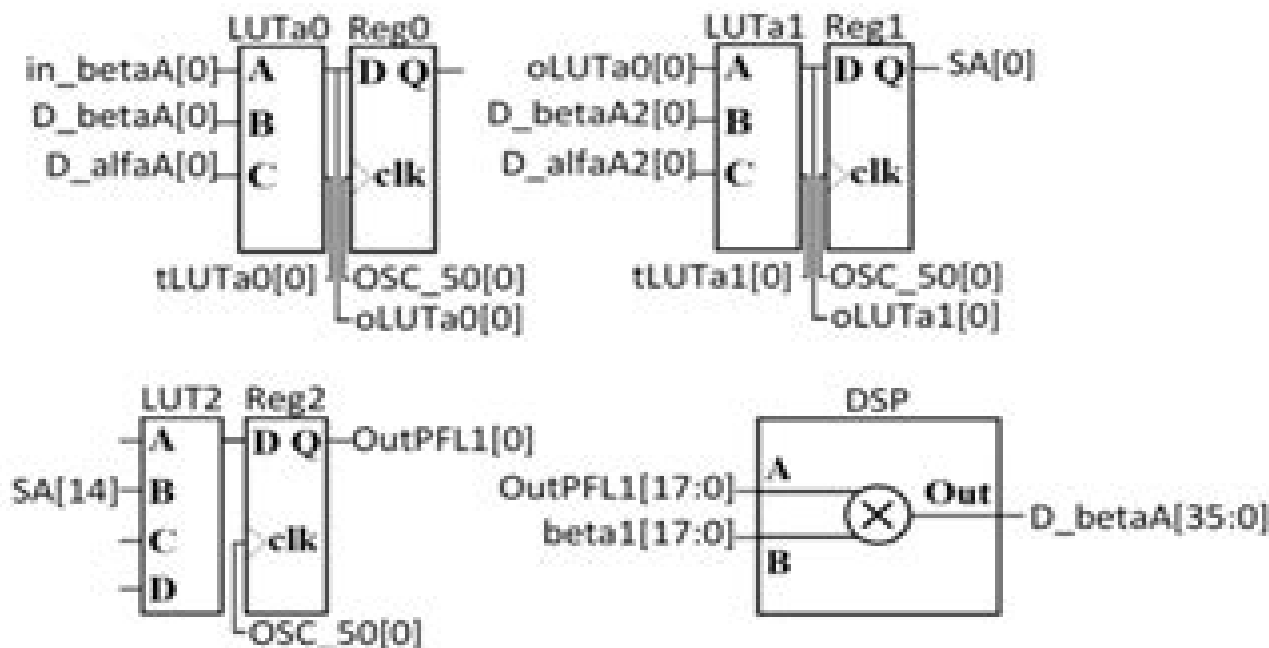 LUTa0 Reg0
in_betaA[0] A D Q
D_betaA[0] B
D_alfaA[0] C clk
tLUTa0[0] OSC_50[0]
oLUTa0[0]
LUTa1 Reg1
oLUTa0[0] A D Q SA[0]
D_betaA2[0] B
D_alfaA2[0] C clk
tLUTa1[0] OSC_50[0]
oLUTa1[0]
LUT2 Reg2
A D Q OutPFL1[0]
SA[14] B
C clk
D
OSC_50[0]
DSP
A
OutPFL1[17:0] Out
beta1[17:0] D_betaA[35:0]
B